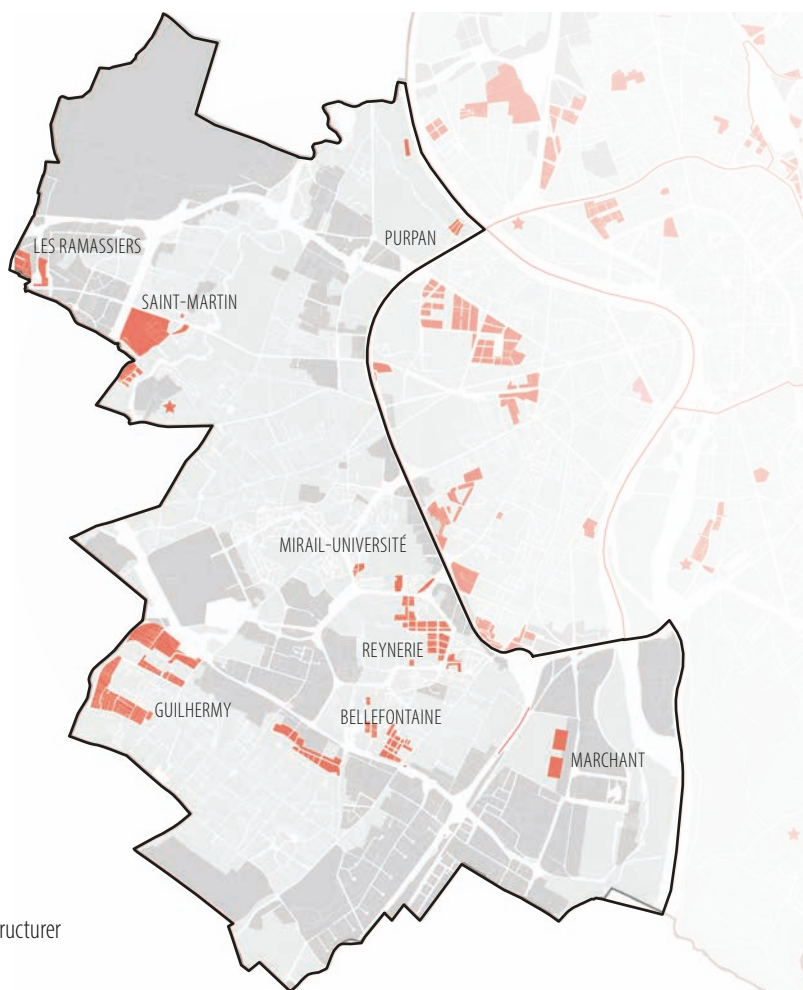 PURPAN
LES RAMASSIERS
SAINT-MARTIN
MIRAIL-UNIVERSITÉ
REYNERIE
GUILHERMY
BELLEFONTAINE
MARCHANT
ructurer